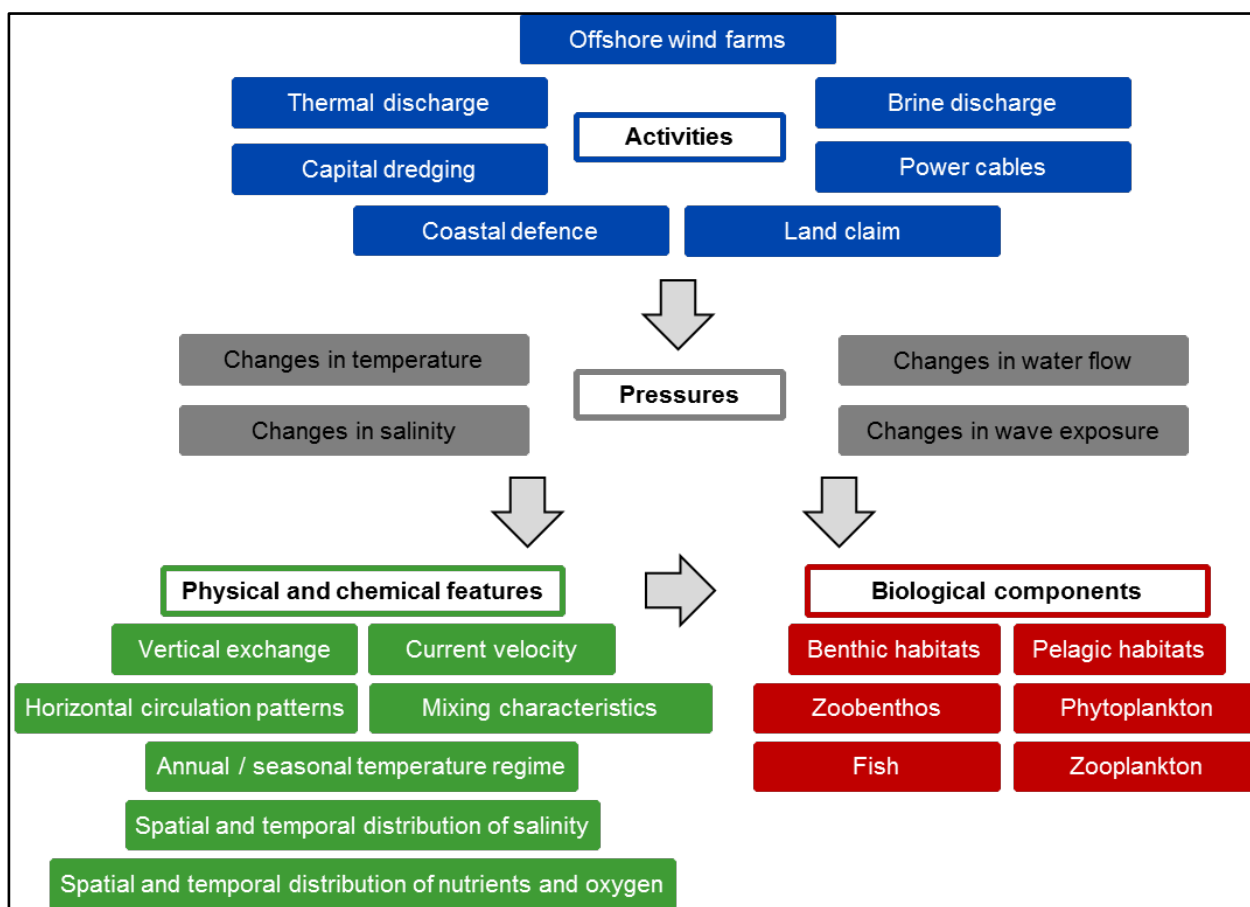 Offshore wind farms
Thermal discharge
Brine discharge
Activities
Capital dredging
Power cables
Coastal defence
Land claim
Changes in temperature
Changes in water flow
Pressures
Changes in salinity
Changes in wave exposure
Physical and chemical features
Biological components
Vertical exchange
Current velocity
Benthic habitats
Pelagic habitats
Horizontal circulation patterns
Mixing characteristics
Zoobenthos
Phytoplankton
Annual / seasonal temperature regime
Fish
Zooplankton
Spatial and temporal distribution of salinity
Spatial and temporal distribution of nutrients and oxygen